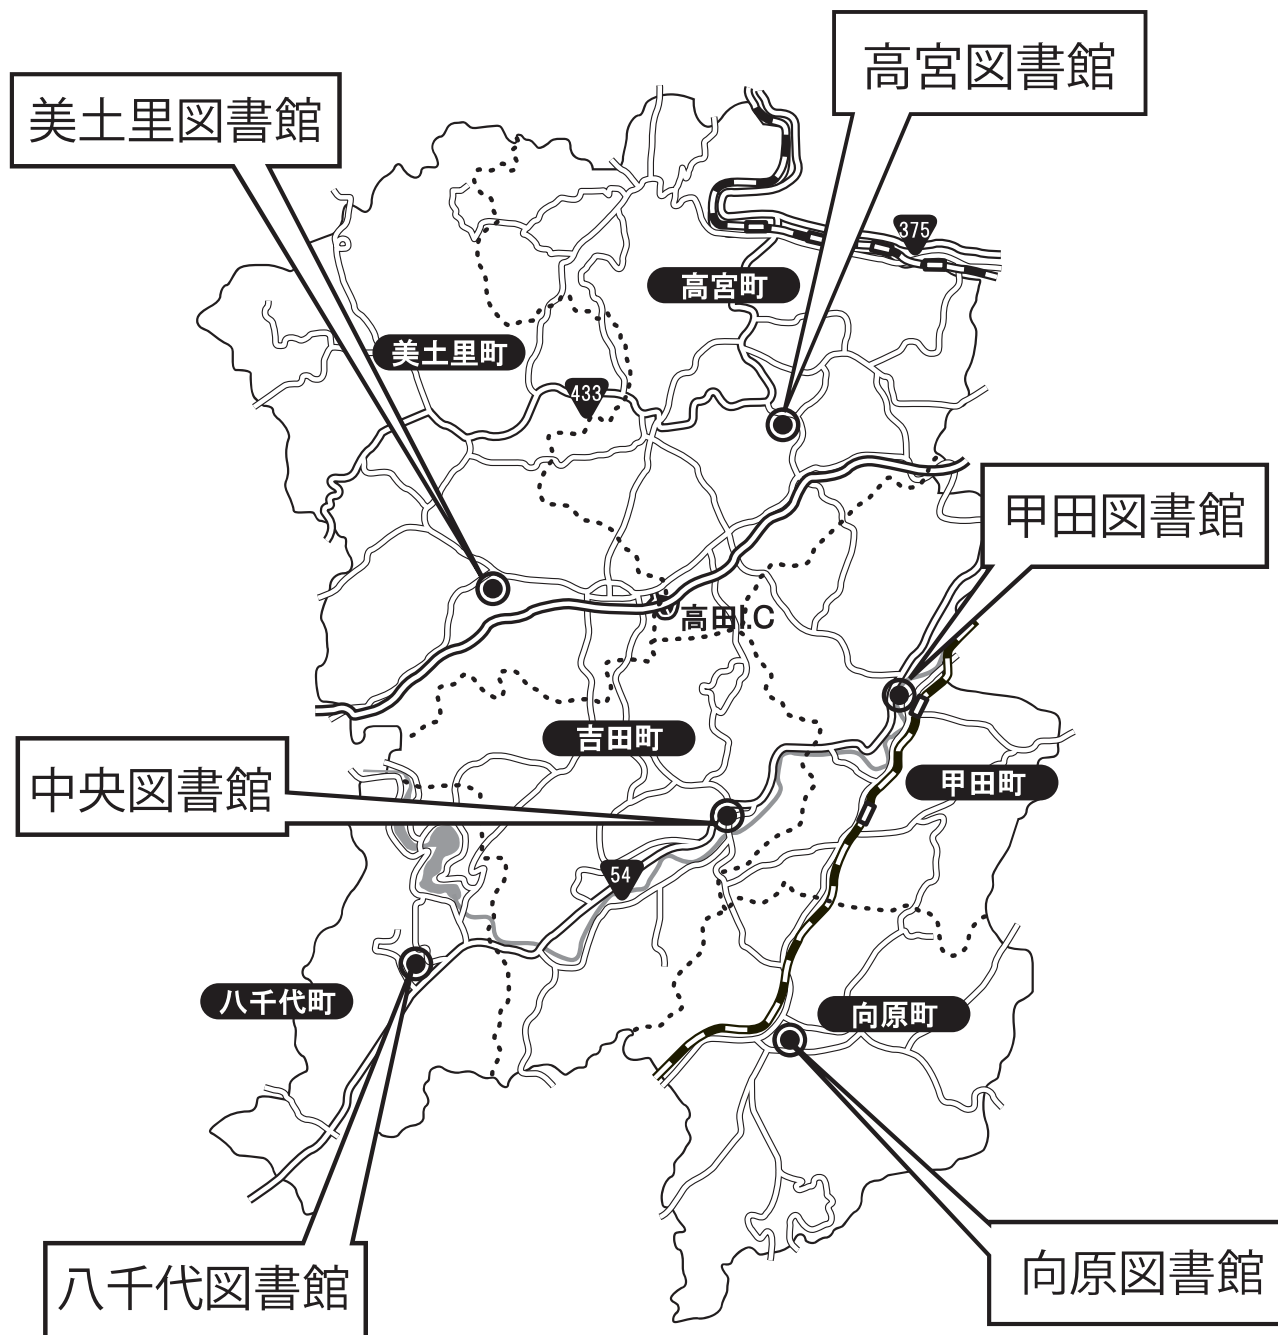 高宮図書館
美土里図書館
375
高宮町
美土里町
433
甲田図書館
高田I.C
吉田町
中央図書館
甲田町
54
八千代町
向原町
八千代図書館
向原図書館